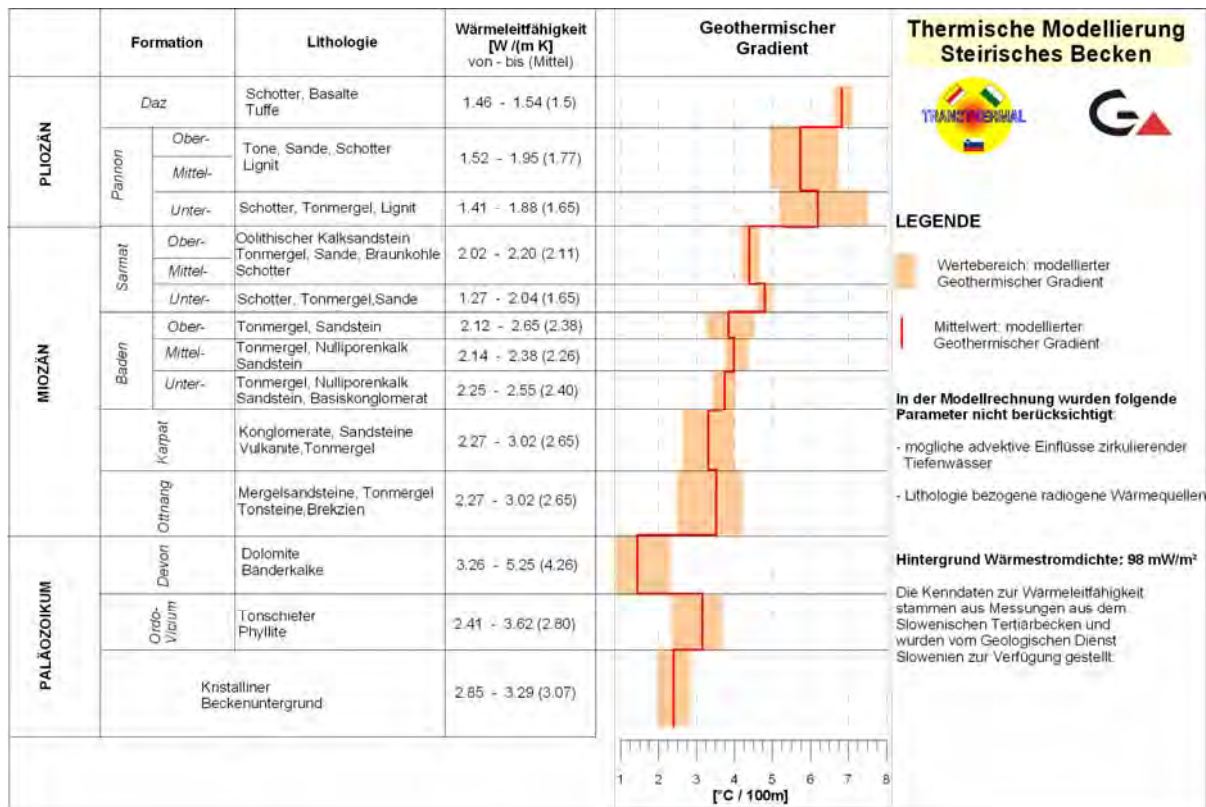 Formation
Lithologie
Wärmeleitfähigkeit
[W /(m K]
von - bis (Mittel)
Geothermischer
Gradient
Thermische Modellierung
Steirisches Becken
TRANSTHERMAL
PLIOZÄN
Daz
Schotter, Basalte
Tuffe
1.46 - 1.54 (1.5)
Pannon
Ober-
Mittel-
Tone, Sande, Schotter
Lignit
1.52 - 1.95 (1.77)
Unter-
Schotter, Tonmergel, Lignit
1.41 - 1.88 (1.65)
MIOZÄN
Sarmat
Ober-
Mittel-
Oolithischer Kalksandstein
Tonmergel, Sande, Braunkohle
Schotter
2.02 - 2.20 (2.11)
Unter-
Schotter, Tonmergel,Sande
1.27 - 2.04 (1.65)
Baden
Ober-
Tonmergel, Sandstein
2.12 - 2.65 (2.38)
Mittel-
Tonmergel, Nulliporenkalk
Sandstein
2.14 - 2.38 (2.26)
Unter-
Tonmergel, Nulliporenkalk
Sandstein, Basiskonglomerat
2.25 - 2.55 (2.40)
Karpat
Konglomerate, Sandsteine
Vulkanite,Tonmergel
2.27 - 3.02 (2.65)
Ottnang
Mergelsandsteine, Tonmergel
Tonsteine,Brekzien
2.27 - 3.02 (2.65)
PALÄOZOIKUM
Devon
Dolomite
Bänderkalke
3.26 - 5.25 (4.26)
Ordo-
Vicium
Tonschiefer
Phyllite
2.41 - 3.62 (2.80)
Kristalliner
Beckenuntergrund
2.85 - 3.29 (3.07)
1 2 3 4 5 6 7 8
[°C / 100m]
LEGENDE
Wertebereich: modellierter
Geothermischer Gradient
Mittelwert: modellierter
Geothermischer Gradient
In der Modellrechnung wurden folgende
Parameter nicht berücksichtigt:
- mögliche advektive Einflüsse zirkulierender
Tiefenwässer
- Lithologie bezogene radiogene Wärmequellen
Hintergrund Wärmestromdichte: 98 mW/m²
Die Kenndaten zur Wärmeleitfähigkeit
stammen aus Messungen aus dem
Slowenischen Tertiärbecken und
wurden vom Geologischen Dienst
Slowenien zur Verfügung gestellt.